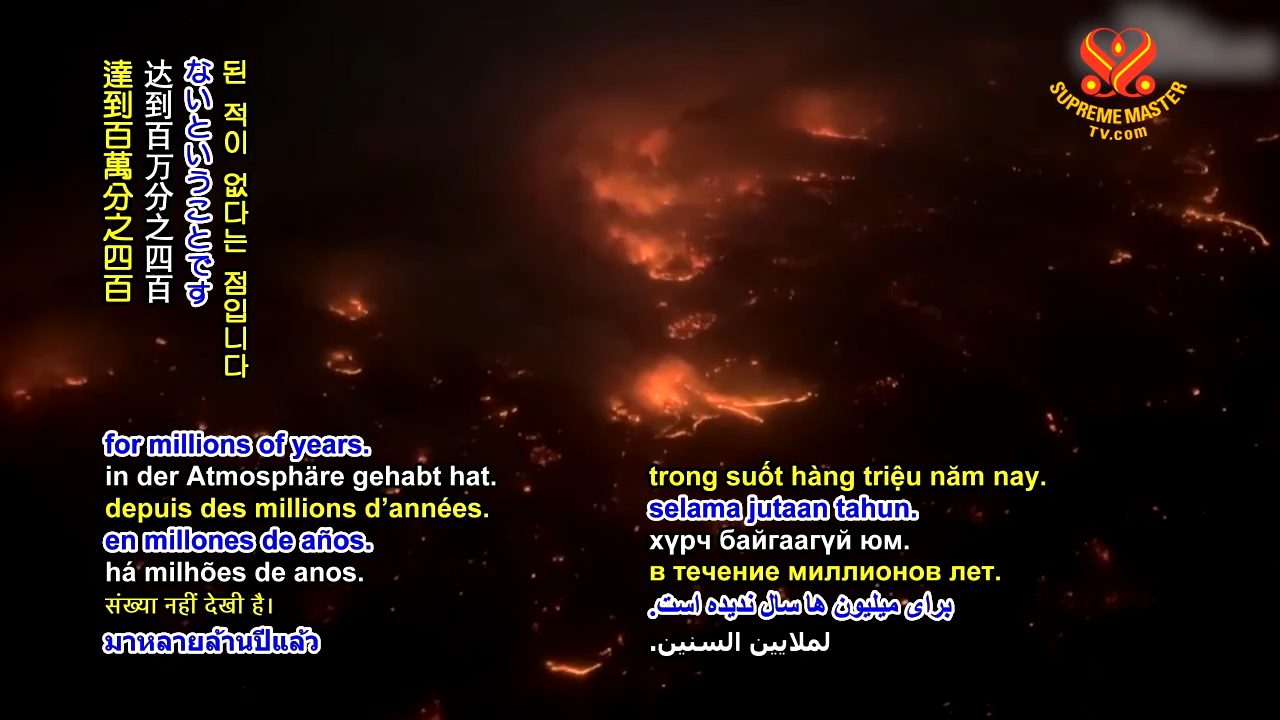 達到百萬分之四百
达到百万分之四百
ないということです
된 적이 없다는 점입니다
SUPREME MASTER
TV.com
for millions of years.
in der Atmosphäre gehabt hat.
depuis des millions d’années.
en millones de años.
há milhões de anos.
संख्या नहीं देखी है।
มาหลายล้านปีแล้ว
trong suốt hàng triệu năm nay.
selama jutaan tahun.
хүрч байгаагүй юм.
в течение миллионов лет.
برای میلیون ها سال ندیده است.
لملايين السنين.